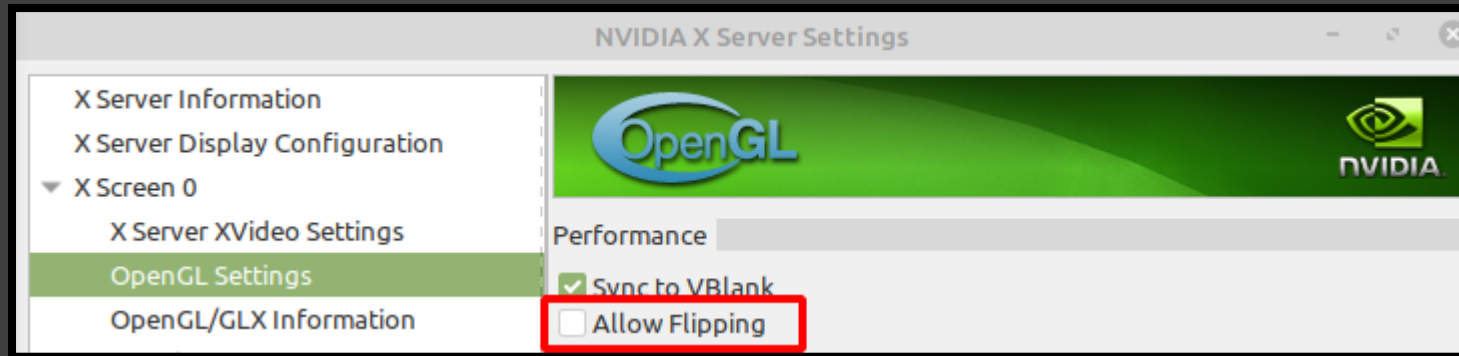 NVIDIA X Server Settings
X Server Information
X Server Display Configuration
X Screen 0
X Server XVideo Settings
OpenGL Settings
OpenGL/GLX Information
OpenGL
NVIDIA.
Performance
Sync to VBlank
Allow Flipping